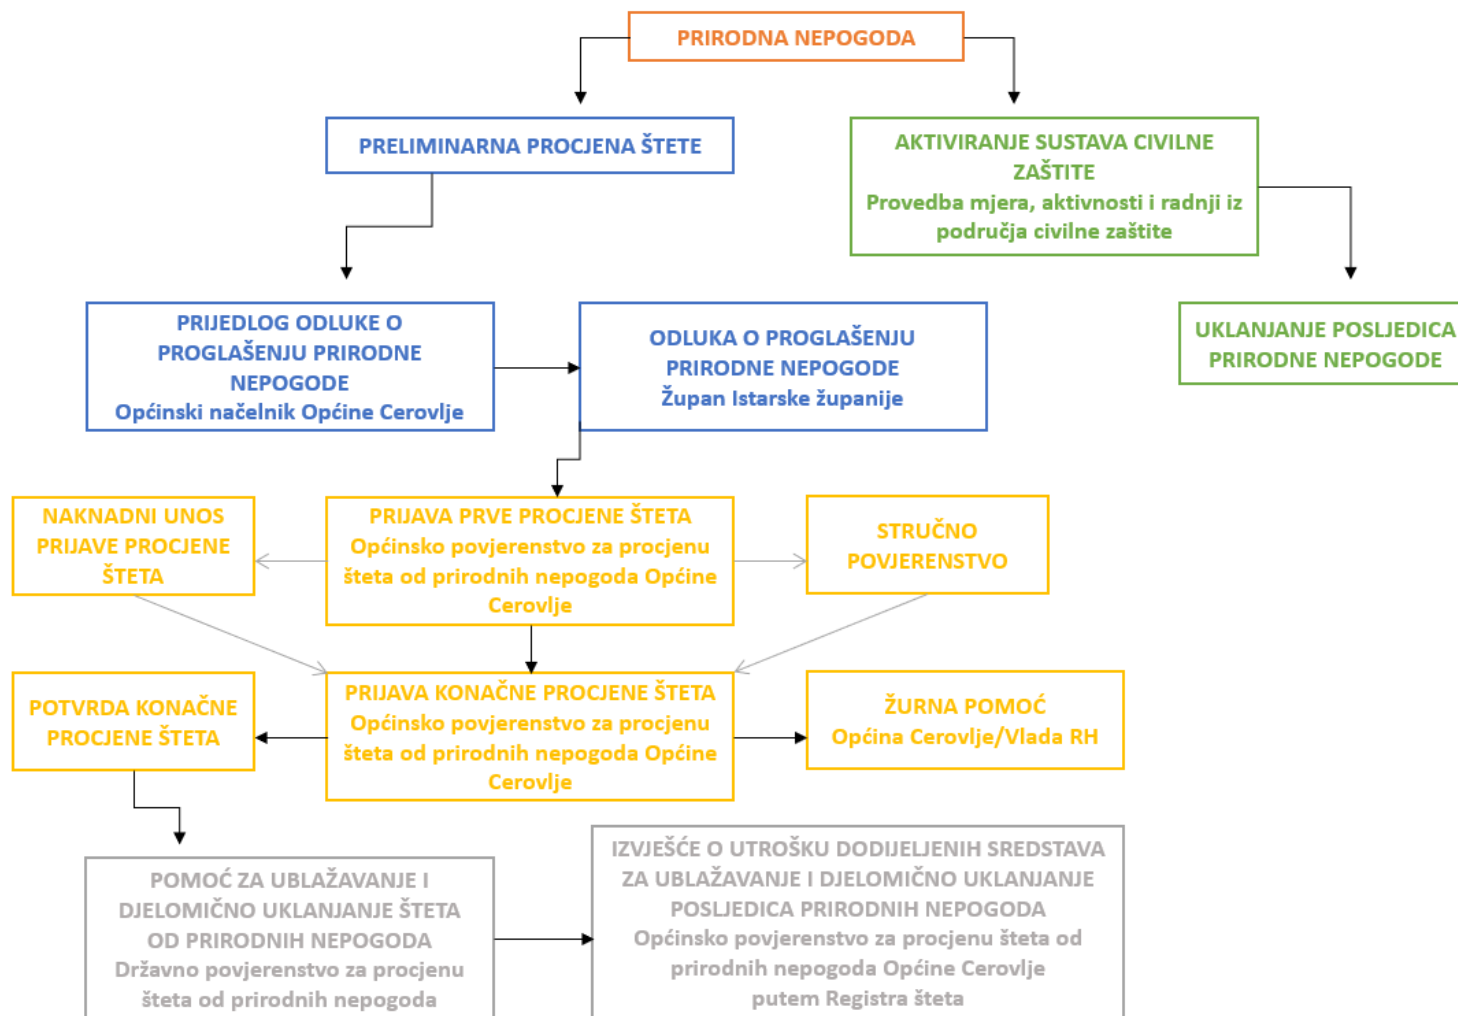 PRIRODNA NEPOGODA
PRELIMINARNA PROCJENA ŠTETE
AKTIVIRANJE SUSTAVA CIVILNE
ZAŠTITE
Provedba mjera, aktivnosti i radnji iz
područja civilne zaštite
PRIJEDLOG ODLUKE O
PROGLAŠENJU PRIRODNE
NEPOGODE
Općinski načelnik Općine Cerovlje
ODLUKA O PROGLAŠENJU
PRIRODNE NEPOGODE
Župan Istarske županije
UKLANJANJE POSLJEDICA
PRIRODNE NEPOGODE
NAKNADNI UNOS
PRIJAVE PROCJENE
ŠTETA
PRIJAVA PRVE PROCJENE ŠTETA
Općinsko povjerenstvo za procjenu
šteta od prirodnih nepogoda Općine
Cerovlje
STRUČNO
POVJERENSTVO
POTVRDA KONAČNE
PROCJENE ŠTETA
PRIJAVA KONAČNE PROCJENE ŠTETA
Općinsko povjerenstvo za procjenu
šteta od prirodnih nepogoda Općine
Cerovlje
ŽURNA POMOĆ
Općina Cerovlje/Vlada RH
POMOĆ ZA UBLAŽAVANJE I
DJELOMIČNO UKLANJANJE ŠTETA
OD PRIRODNIH NEPOGODA
Državno povjerenstvo za procjenu
šteta od prirodnih nepogoda
IZVJEŠĆE O UTROŠKU DODIJELJENIH SREDSTAVA
ZA UBLAŽAVANJE I DJELOMIČNO UKLANJANJE
POSLJEDICA PRIRODNIH NEPOGODA
Općinsko povjerenstvo za procjenu šteta od
prirodnih nepogoda Općine Cerovlje
putem Registra šteta